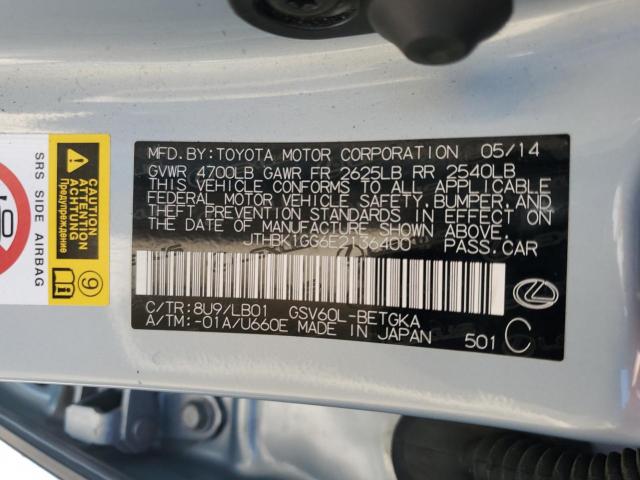 MFD.BY:TOYOTA MOTOR CORPORATION 05/14
GVWR 4700LB GAWR FR 2625LB RR 2540LB
THIS VEHICLE CONFORMS TO ALL APPLICABLE
FEDERAL MOTOR VEHICLE SAFETY,BUMPER,AND
THEFT PREVENTION STANDARDS IN EFFECT ON
THE DATE OF MANUFACTURE SHOWN ABOVE.
JTHBK1GG6E2136400 PASS.CAR
C/TR:8U9/LB01 GSV60L-BETGKA
A/TM:-01A/U660E MADE IN JAPAN 501 C
SRS SIDE AIRBAG
Предупреждение
Achtung
Attention
Caution
9